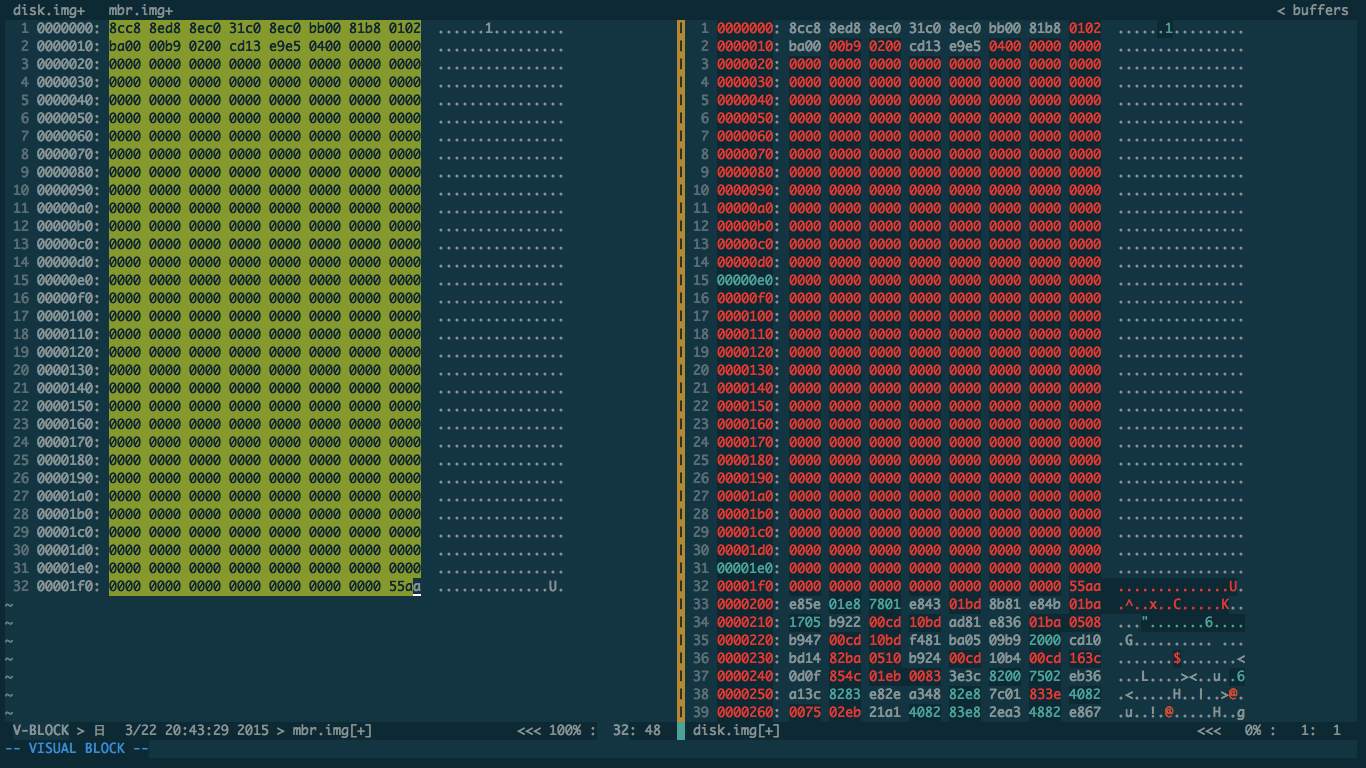 disk.img+ mbr.img+ < buffers
1 0000000: 8cc8 8ed8 8ec0 31c0 8ec0 bb00 81b8 0102 ......1.........
2 0000010: ba00 00b9 0200 cd13 e9e5 0400 0000 0000 ................
3 0000020: 0000 0000 0000 0000 0000 0000 0000 0000 ................
4 0000030: 0000 0000 0000 0000 0000 0000 0000 0000 ................
5 0000040: 0000 0000 0000 0000 0000 0000 0000 0000 ................
6 0000050: 0000 0000 0000 0000 0000 0000 0000 0000 ................
7 0000060: 0000 0000 0000 0000 0000 0000 0000 0000 ................
8 0000070: 0000 0000 0000 0000 0000 0000 0000 0000 ................
9 0000080: 0000 0000 0000 0000 0000 0000 0000 0000 ................
10 0000090: 0000 0000 0000 0000 0000 0000 0000 0000 ................
11 00000a0: 0000 0000 0000 0000 0000 0000 0000 0000 ................
12 00000b0: 0000 0000 0000 0000 0000 0000 0000 0000 ................
13 00000c0: 0000 0000 0000 0000 0000 0000 0000 0000 ................
14 00000d0: 0000 0000 0000 0000 0000 0000 0000 0000 ................
15 00000e0: 0000 0000 0000 0000 0000 0000 0000 0000 ................
16 00000f0: 0000 0000 0000 0000 0000 0000 0000 0000 ................
17 0000100: 0000 0000 0000 0000 0000 0000 0000 0000 ................
18 0000110: 0000 0000 0000 0000 0000 0000 0000 0000 ................
19 0000120: 0000 0000 0000 0000 0000 0000 0000 0000 ................
20 0000130: 0000 0000 0000 0000 0000 0000 0000 0000 ................
21 0000140: 0000 0000 0000 0000 0000 0000 0000 0000 ................
22 0000150: 0000 0000 0000 0000 0000 0000 0000 0000 ................
23 0000160: 0000 0000 0000 0000 0000 0000 0000 0000 ................
24 0000170: 0000 0000 0000 0000 0000 0000 0000 0000 ................
25 0000180: 0000 0000 0000 0000 0000 0000 0000 0000 ................
26 0000190: 0000 0000 0000 0000 0000 0000 0000 0000 ................
27 00001a0: 0000 0000 0000 0000 0000 0000 0000 0000 ................
28 00001b0: 0000 0000 0000 0000 0000 0000 0000 0000 ................
29 00001c0: 0000 0000 0000 0000 0000 0000 0000 0000 ................
30 00001d0: 0000 0000 0000 0000 0000 0000 0000 0000 ................
31 00001e0: 0000 0000 0000 0000 0000 0000 0000 0000 ................
32 00001f0: 0000 0000 0000 0000 0000 0000 0000 55aa ..............U.
~
~
~
~
~
~
~
V-BLOCK > 日 3/22 20:43:29 2015 > mbr.img[+] <<< 100% : 32: 48
1 0000000: 8cc8 8ed8 8ec0 31c0 8ec0 bb00 81b8 0102 ......1.........
2 0000010: ba00 00b9 0200 cd13 e9e5 0400 0000 0000 ................
3 0000020: 0000 0000 0000 0000 0000 0000 0000 0000 ................
4 0000030: 0000 0000 0000 0000 0000 0000 0000 0000 ................
5 0000040: 0000 0000 0000 0000 0000 0000 0000 0000 ................
6 0000050: 0000 0000 0000 0000 0000 0000 0000 0000 ................
7 0000060: 0000 0000 0000 0000 0000 0000 0000 0000 ................
8 0000070: 0000 0000 0000 0000 0000 0000 0000 0000 ................
9 0000080: 0000 0000 0000 0000 0000 0000 0000 0000 ................
10 0000090: 0000 0000 0000 0000 0000 0000 0000 0000 ................
11 00000a0: 0000 0000 0000 0000 0000 0000 0000 0000 ................
12 00000b0: 0000 0000 0000 0000 0000 0000 0000 0000 ................
13 00000c0: 0000 0000 0000 0000 0000 0000 0000 0000 ................
14 00000d0: 0000 0000 0000 0000 0000 0000 0000 0000 ................
15 00000e0: 0000 0000 0000 0000 0000 0000 0000 0000 ................
16 00000f0: 0000 0000 0000 0000 0000 0000 0000 0000 ................
17 0000100: 0000 0000 0000 0000 0000 0000 0000 0000 ................
18 0000110: 0000 0000 0000 0000 0000 0000 0000 0000 ................
19 0000120: 0000 0000 0000 0000 0000 0000 0000 0000 ................
20 0000130: 0000 0000 0000 0000 0000 0000 0000 0000 ................
21 0000140: 0000 0000 0000 0000 0000 0000 0000 0000 ................
22 0000150: 0000 0000 0000 0000 0000 0000 0000 0000 ................
23 0000160: 0000 0000 0000 0000 0000 0000 0000 0000 ................
24 0000170: 0000 0000 0000 0000 0000 0000 0000 0000 ................
25 0000180: 0000 0000 0000 0000 0000 0000 0000 0000 ................
26 0000190: 0000 0000 0000 0000 0000 0000 0000 0000 ................
27 00001a0: 0000 0000 0000 0000 0000 0000 0000 0000 ................
28 00001b0: 0000 0000 0000 0000 0000 0000 0000 0000 ................
29 00001c0: 0000 0000 0000 0000 0000 0000 0000 0000 ................
30 00001d0: 0000 0000 0000 0000 0000 0000 0000 0000 ................
31 00001e0: 0000 0000 0000 0000 0000 0000 0000 0000 ................
32 00001f0: 0000 0000 0000 0000 0000 0000 0000 55aa ..............U.
33 0000200: e85e 01e8 7801 e843 01bd 8b81 e84b 01ba .^..x..C.....K..
34 0000210: 1705 b922 00cd 10bd ad81 e836 01ba 0508 ...".......6....
35 0000220: b947 00cd 10bd f481 ba05 09b9 2000 cd10 .G.......... ...
36 0000230: bd14 82ba 0510 b924 00cd 10b4 00cd 163c .......$.......<
37 0000240: 0d0f 854c 01eb 0083 3e3c 8200 7502 eb36 ...L....><..u..6
38 0000250: a13c 8283 e82e a348 82e8 7c01 833e 4082 .<.....H..|..>@.
39 0000260: 0075 02eb 21a1 4082 83e8 2ea3 4882 e867 .u..!.@.....H..g
disk.img[+] <<< 0% : 1: 1
-- VISUAL BLOCK --